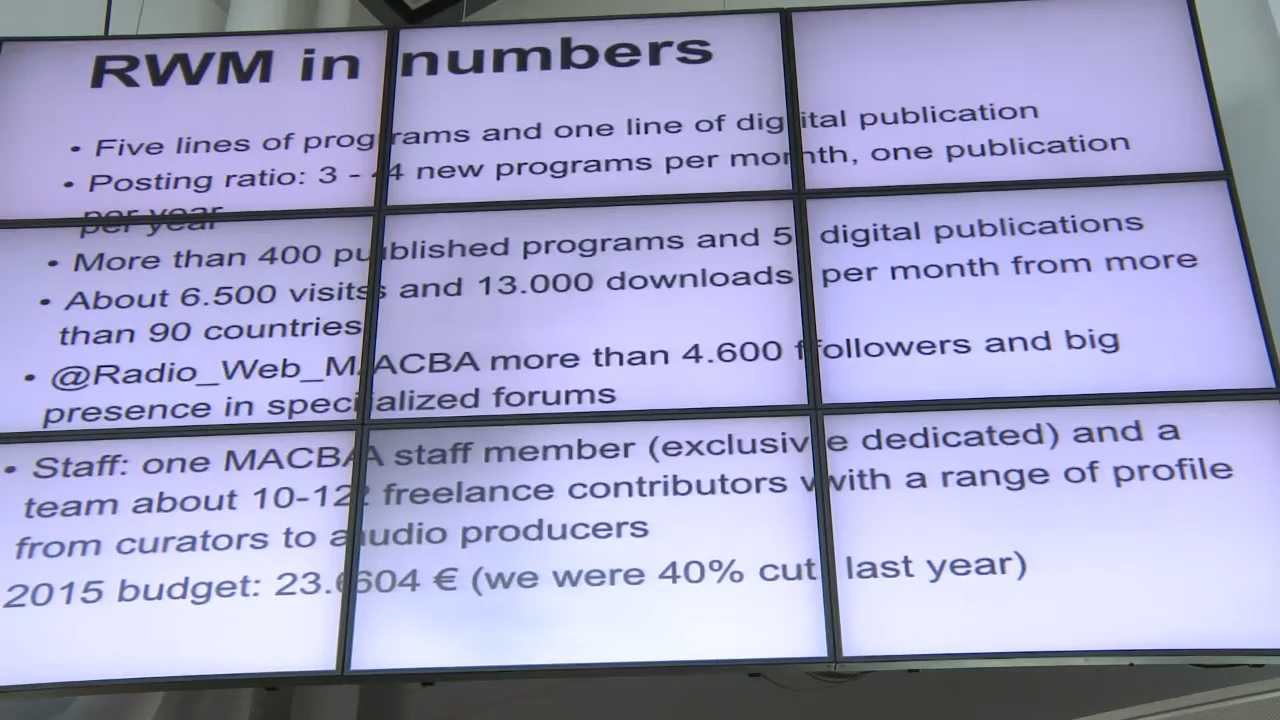 RWM in numbers
• Five lines of programs and one line of digital publication
• Posting ratio: 3 - 4 new programs per month, one publication
per year
• More than 400 published programs and 5 digital publications
• About 6.500 visits and 13.000 downloads per month from more
than 90 countries
• @Radio_Web_MACBA more than 4.600 followers and big
presence in specialized forums
• Staff: one MACBA staff member (exclusive dedicated) and a
team about 10-12 freelance contributors with a range of profile
from curators to audio producers
2015 budget: 23.604 € (we were 40% cut last year)